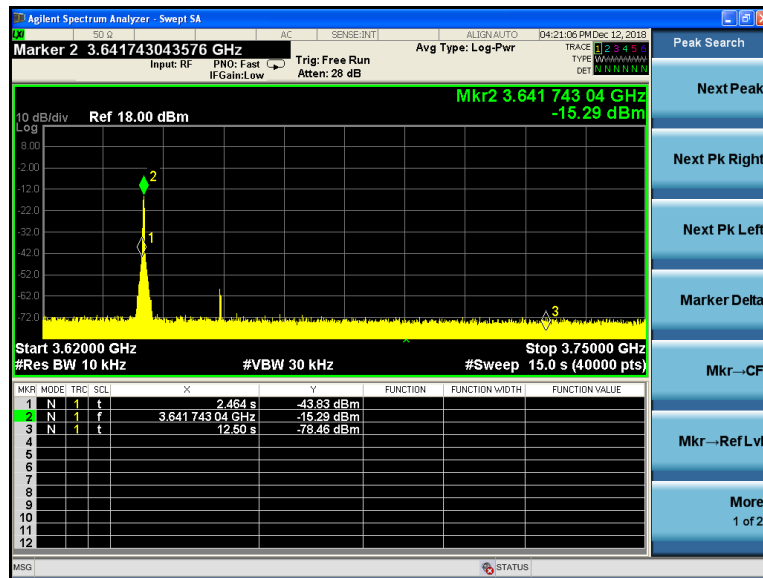 Agilent Spectrum Analyzer - Swept SA
LXI 50 Ω AC SENSE:INT ALIGN AUTO 04:21:06 PM Dec 12, 2018
Marker 2 3.641743043576 GHz Avg Type: Log-Pwr TRACE 1 2 3 4 5 6
Input: RF PNO: Fast Trig: Free Run TYPE W
IFGain:Low Atten: 28 dB DET N N N N N N
Peak Search
Next Peak
Next Pk Right
Next Pk Left
Marker Delta
Mkr→CF
Mkr→Ref Lvl
More
1 of 2
Mkr2 3.641 743 04 GHz
10 dB/div Ref 18.00 dBm -15.29 dBm
Log
8.00
-2.00
-12.0
-22.0
-32.0
-42.0
-52.0
-62.0
-72.0
2
1
3
Start 3.62000 GHz Stop 3.75000 GHz
#Res BW 10 kHz #VBW 30 kHz #Sweep 15.0 s (40000 pts)
MKR MODE TRC SCL X Y FUNCTION FUNCTION WIDTH FUNCTION VALUE
1 N 1 t 2.464 s -43.83 dBm
2 N 1 f 3.641 743 04 GHz -15.29 dBm
3 N 1 t 12.50 s -78.46 dBm
4
5
6
7
8
9
10
11
12
MSG STATUS